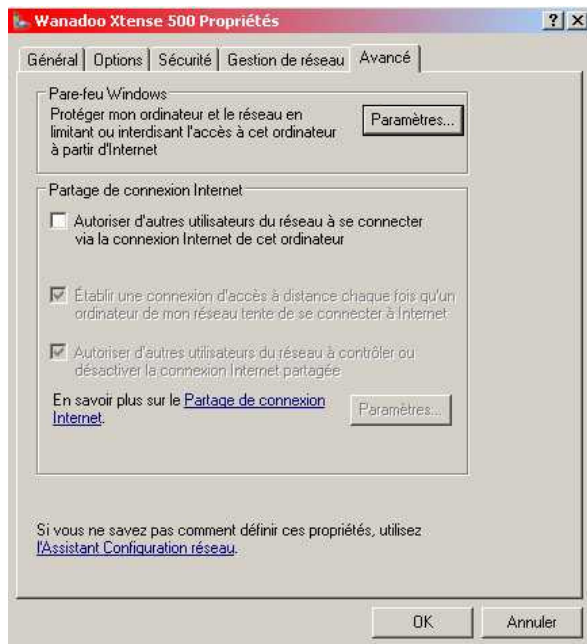 Wanadoo Xtense 500 Propriétés
Général
Options
Sécurité
Gestion de réseau
Avancé
Pare-feu Windows
Protéger mon ordinateur et le réseau en
limitant ou interdisant l'accès à cet ordinateur
à partir d'Internet
Paramètres...
Partage de connexion Internet
Autoriser d'autres utilisateurs du réseau à se connecter
via la connexion Internet de cet ordinateur
Établir une connexion d'accès à distance chaque fois qu'un
ordinateur de mon réseau tente de se connecter à Internet
Autoriser d'autres utilisateurs du réseau à contrôler ou
désactiver la connexion Internet partagée
En savoir plus sur le Partage de connexion
Internet.
Paramètres...
Si vous ne savez pas comment définir ces propriétés, utilisez
l'Assistant Configuration réseau.
OK
Annuler